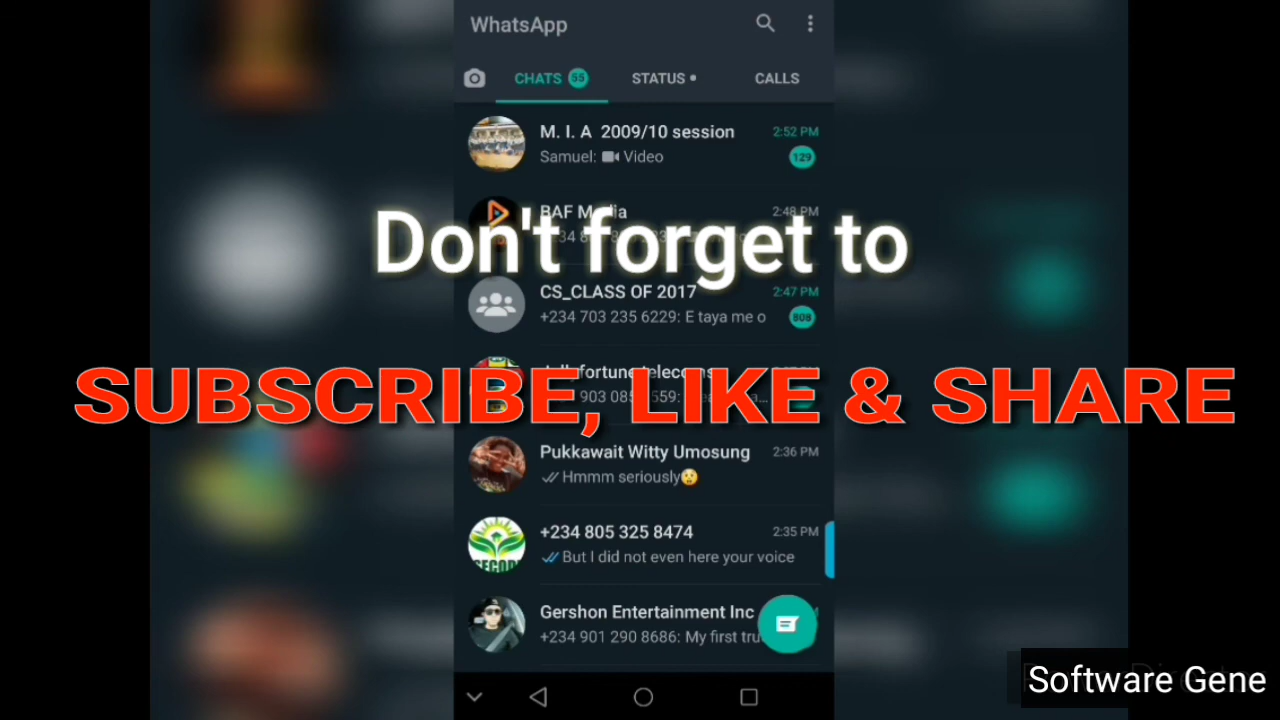 WhatsApp
CHATS 55 STATUS • CALLS
M. I. A 2009/10 session 2:52 PM
Samuel: Video 129
BAF 2:48 PM
Don't forget to
CS_CLASS OF 2017 2:47 PM
+234 703 235 6229: E taya me o 808
SUBSCRIBE, LIKE & SHARE
Pukkawait Witty Umosung 2:36 PM
Hmmm seriously😲
+234 805 325 8474 2:35 PM
But I did not even here your voice
SECODI
Gershon Entertainment Inc
+234 901 290 8686: My first tru
Software Gene